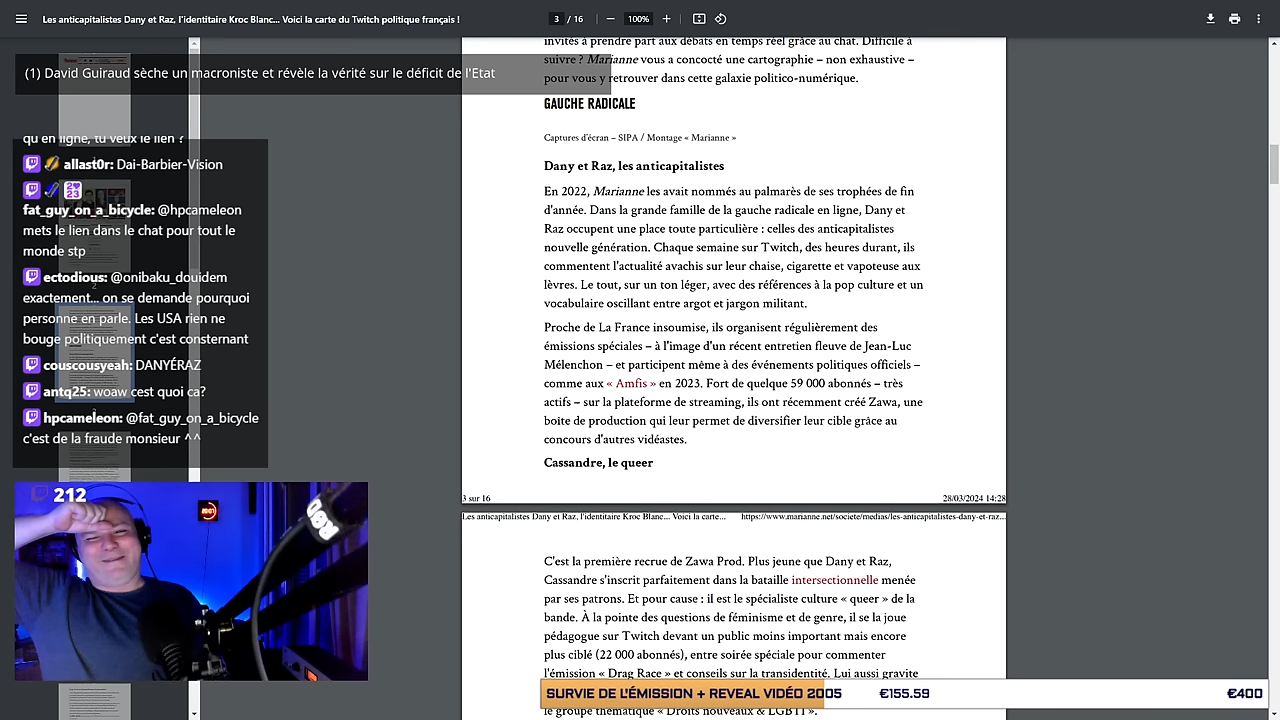 Les anticapitalistes Dany et Raz, l'identitaire Kroc Blanc... Voici la carte du Twitch politique français !
3 / 16
100%
(1) David Guiraud sèche un macroniste et révèle la vérité sur le déficit de l'Etat
qu en ligne, tu veux le lien ?
allast0r: Dai-Barbier-Vision
fat_guy_on_a_bicycle: @hpcameleon
mets le lien dans le chat pour tout le
monde stp
ectodious: @onibaku_douidem
exactement... on se demande pourquoi
personne en parle. Les USA rien ne
bouge politiquement c'est consternant
couscousyeah: DANYÉRAZ
antq25: wraw cest quoi ca?
hpcameleon: @fat_guy_on_a_bicycle
c'est de la fraude monsieur ^^
212
invités à prendre part aux débats en temps réel grâce au chat. Difficile à
suivre ? Marianne vous a concocté une cartographie – non exhaustive –
pour vous y retrouver dans cette galaxie politico-numérique.
GAUCHE RADICALE
Captures d'écran – SIPA / Montage « Marianne »
Dany et Raz, les anticapitalistes
En 2022, Marianne les avait nommés au palmarès de ses trophées de fin
d'année. Dans la grande famille de la gauche radicale en ligne, Dany et
Raz occupent une place toute particulière : celles des anticapitalistes
nouvelle génération. Chaque semaine sur Twitch, des heures durant, ils
commentent l'actualité avachis sur leur chaise, cigarette et vapoteuse aux
lèvres. Le tout, sur un ton léger, avec des références à la pop culture et un
vocabulaire oscillant entre argot et jargon militant.
Proche de La France insoumise, ils organisent régulièrement des
émissions spéciales – à l'image d'un récent entretien fleuve de Jean-Luc
Mélenchon – et participent même à des événements politiques officiels –
comme aux « Amfis » en 2023. Fort de quelque 59 000 abonnés – très
actifs – sur la plateforme de streaming, ils ont récemment créé Zawa, une
boîte de production qui leur permet de diversifier leur cible grâce au
concours d'autres vidéastes.
Cassandre, le queer
3 sur 16
28/03/2024 14:28
Les anticapitalistes Dany et Raz, l'identitaire Kroc Blanc... Voici la carte...
https://www.marianne.net/societe/medias/les-anticapitalistes-dany-et-raz...
C'est la première recrue de Zawa Prod. Plus jeune que Dany et Raz,
Cassandre s'inscrit parfaitement dans la bataille intersectionnelle menée
par ses patrons. Et pour cause : il est le spécialiste culture « queer » de la
bande. À la pointe des questions de féminisme et de genre, il se la joue
pédagogue sur Twitch devant un public moins important mais encore
plus ciblé (22 000 abonnés), entre soirée spéciale pour commenter
l'émission « Drag Race » et conseils sur la transidentité. Lui aussi gravite
SURVIE DE L'ÉMISSION + REVEAL VIDÉO 2005
€155.59
€400
le groupe thématique « Droits nouveaux & LGBTI ».